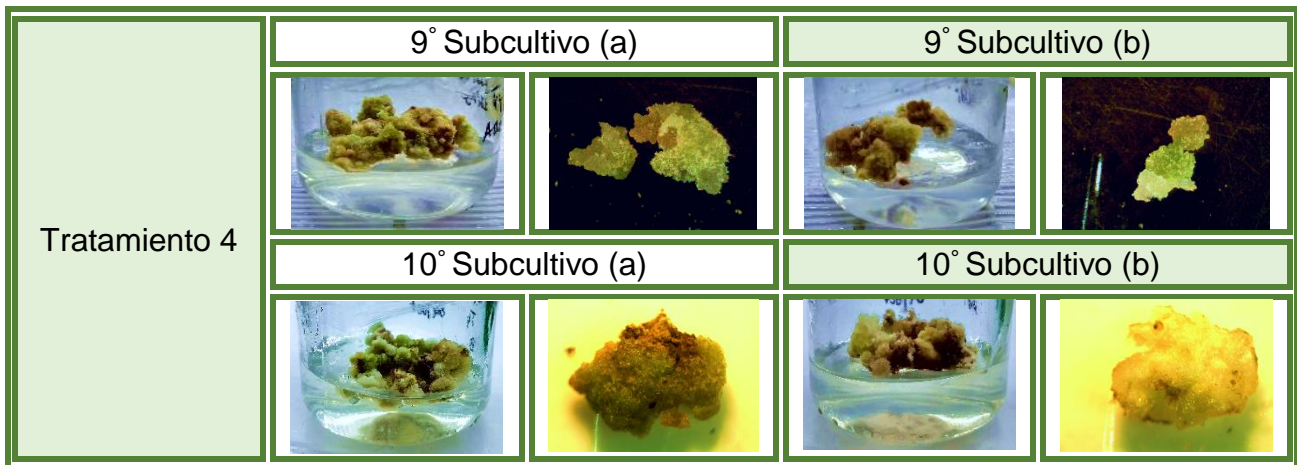 9° Subcultivo (a)
9° Subcultivo (b)
Tratamiento 4
10° Subcultivo (a)
10° Subcultivo (b)